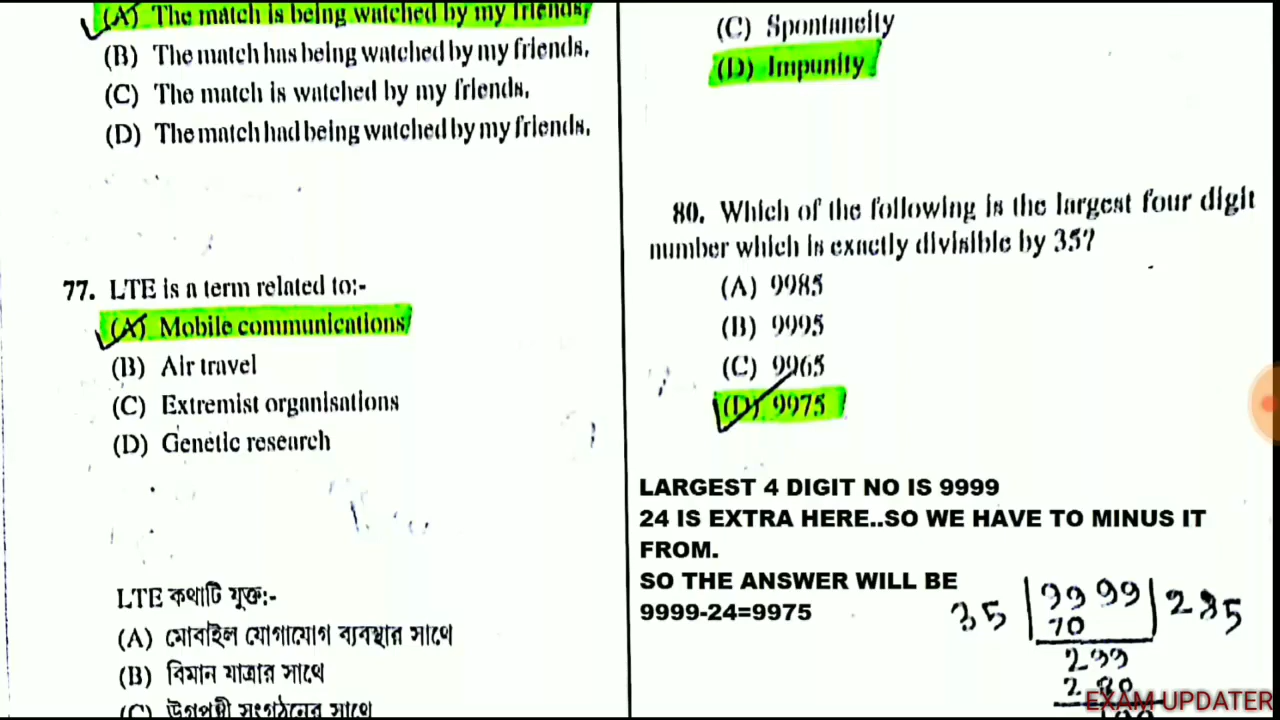 (A) The match is being watched by my friends,
(B) The match has being watched by my friends,
(C) The match is watched by my friends,
(D) The match had being watched by my friends,
77. LTE is a term related to:-
(A) Mobile communications
(B) Air travel
(C) Extremist organisations
(D) Genetic research
LTE কথাটি যুক্ত:-
(A) মোবাইল যোগাযোগ ব্যবস্থার সাথে
(B) বিমান যাত্রার সাথে
(C) উগ্রপন্থী সংগঠনের সাথে
(C) Spontaneity
(D) Impunity
80. Which of the following is the largest four digit
number which is exactly divisible by 35?
(A) 9985
(B) 9995
(C) 9965
(D) 9975
LARGEST 4 DIGIT NO IS 9999
24 IS EXTRA HERE..SO WE HAVE TO MINUS IT
FROM.
SO THE ANSWER WILL BE
9999-24=9975
35 9999 285
70
299
280
EXAM UPDATER